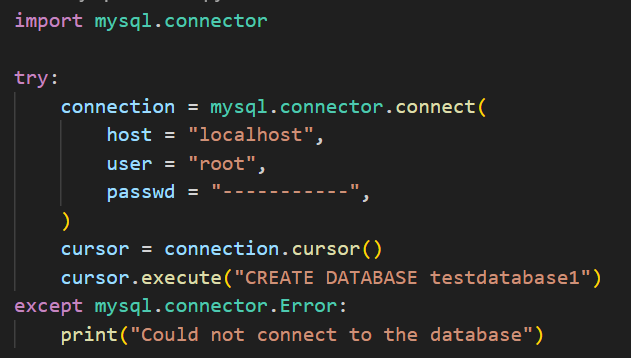 import mysql.connector
try:
connection = mysql.connector.connect(
host = "localhost",
user = "root",
passwd = "-----------",
)
cursor = connection.cursor()
cursor.execute("CREATE DATABASE testdatabase1")
except mysql.connector.Error:
print("Could not connect to the database")